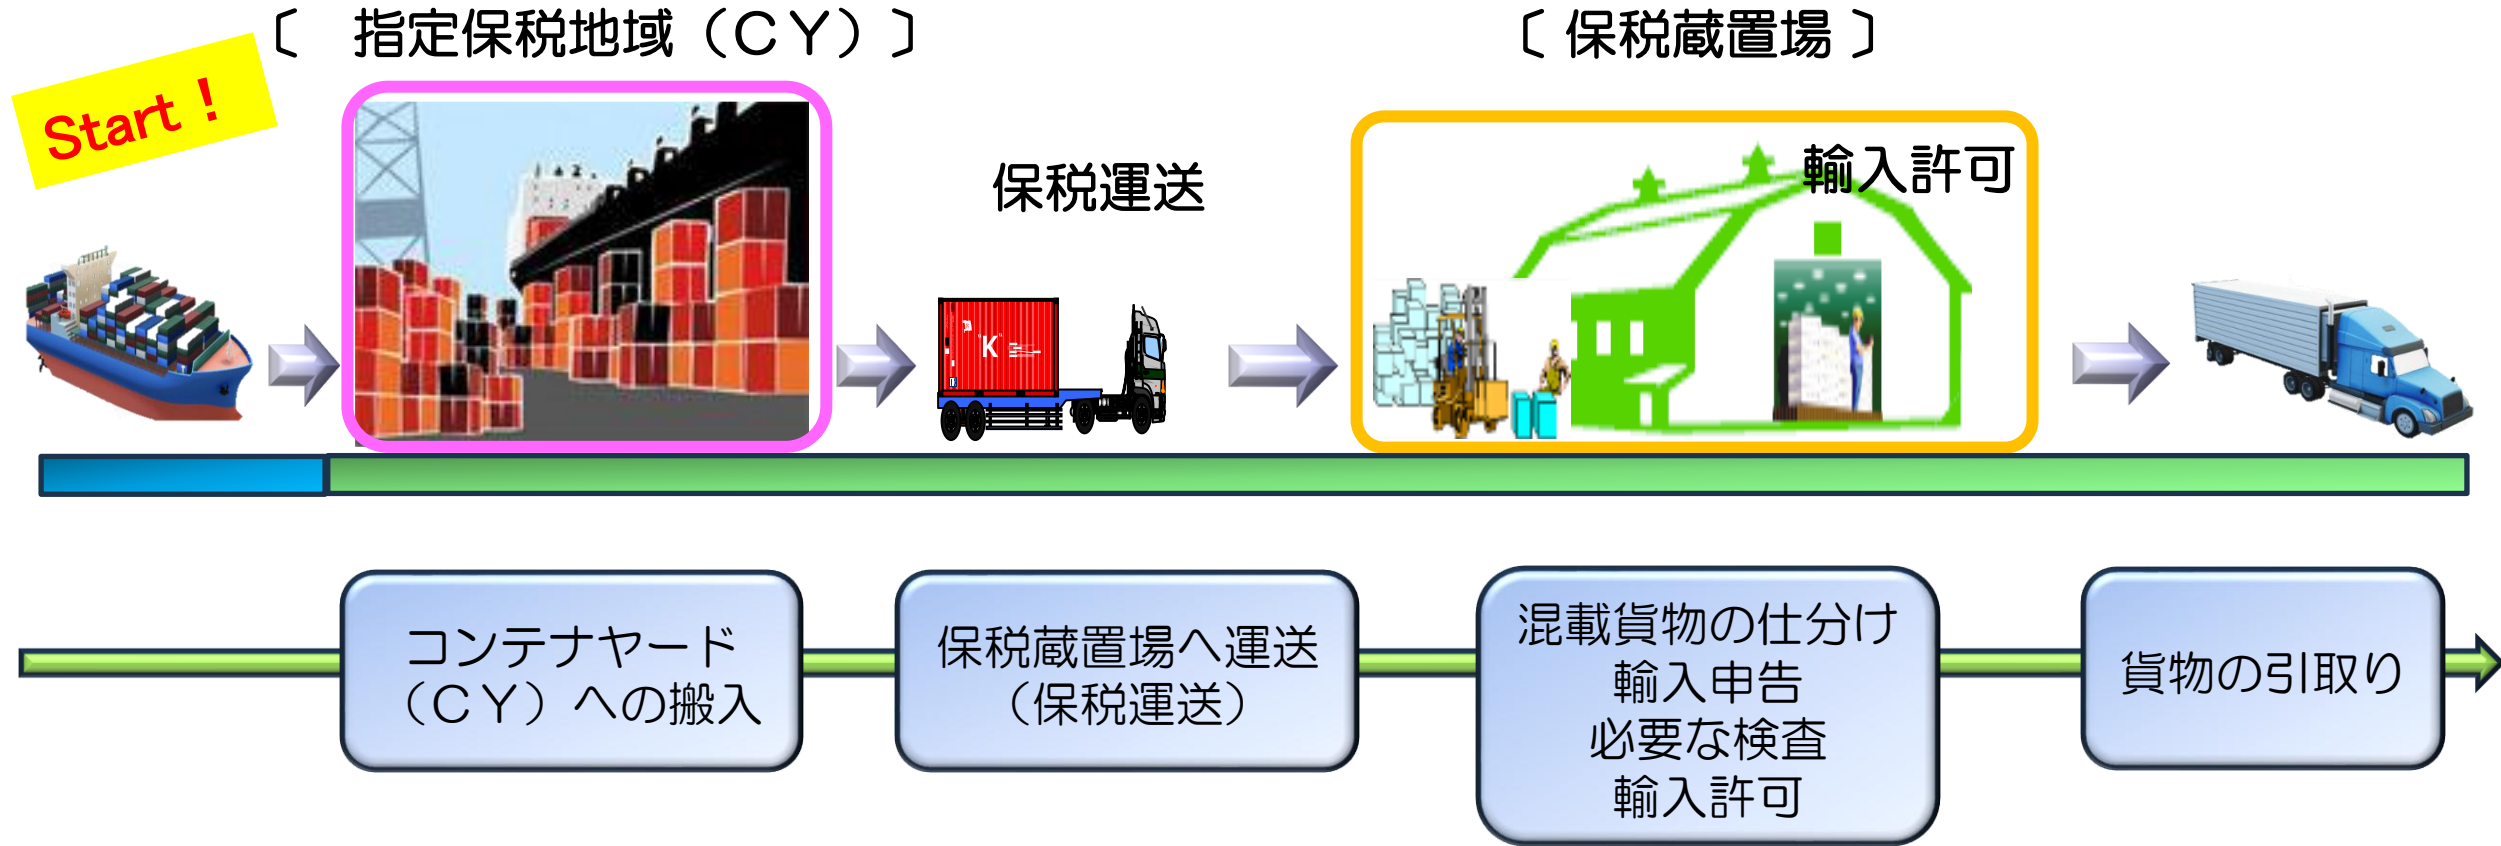 〔　指定保税地域（ＣＹ）〕
〔 保税蔵置場 〕
Start！
保税運送
輸入許可
"K"
コンテナヤード
（ＣＹ）への搬入
保税蔵置場へ運送
（保税運送）
混載貨物の仕分け
輸入申告
必要な検査
輸入許可
貨物の引取り